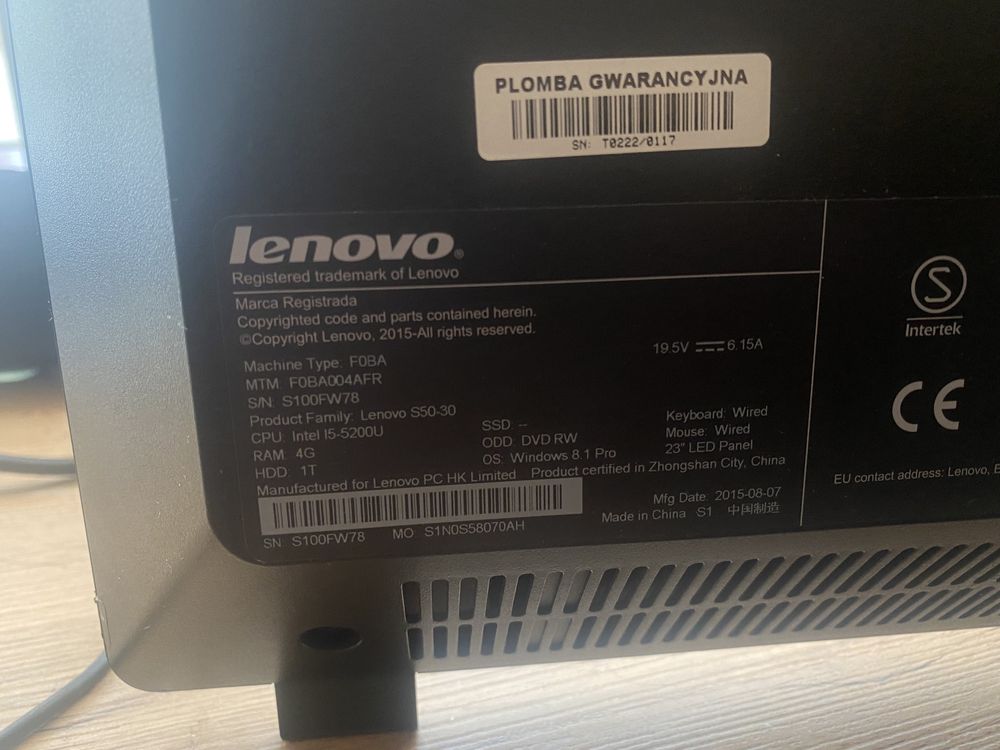 PLOMBA GWARANCYJNA
SN: T0222/0117
lenovo®
Registered trademark of Lenovo
Marca Registrada
Copyrighted code and parts contained herein.
©Copyright Lenovo, 2015-All rights reserved.
Machine Type: F0BA
MTM: F0BA004AFR
S/N: S100FW78
Product Family: Lenovo S50-30
CPU: Intel I5-5200U
RAM: 4G
HDD: 1T
SSD: --
ODD: DVD RW
OS: Windows 8.1 Pro
19.5V 6.15A
Keyboard: Wired
Mouse: Wired
23" LED Panel
Manufactured for Lenovo PC HK Limited Product certified in Zhongshan City, China
SN S100FW78 MO S1N0S58070AH
Mfg Date: 2015-08-07
Made in China S1 中国制造
S
Intertek
CE
EU contact address: Lenovo,